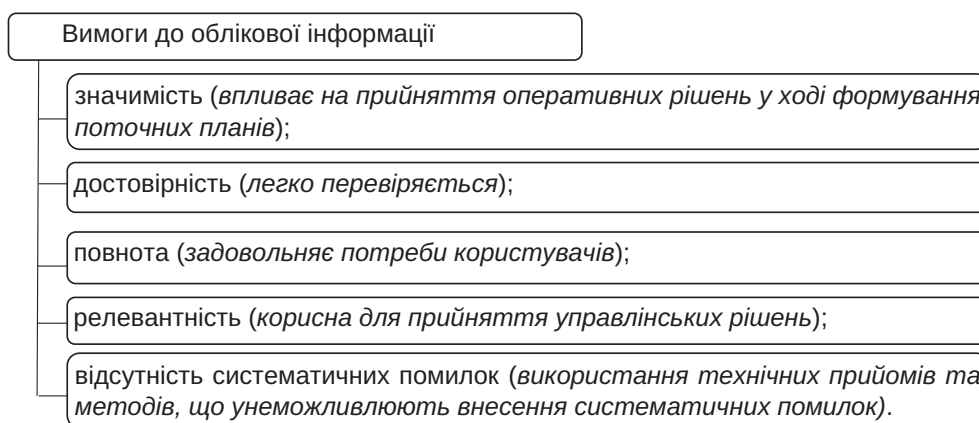 Вимоги до облікової інформації
значимість (впливає на прийняття оперативних рішень у ході формування
поточних планів);
достовірність (легко перевіряється);
повнота (задовольняє потреби користувачів);
релевантність (корисна для прийняття управлінських рішень);
відсутність систематичних помилок (використання технічних прийомів та
методів, що унеможливлюють внесення систематичних помилок).